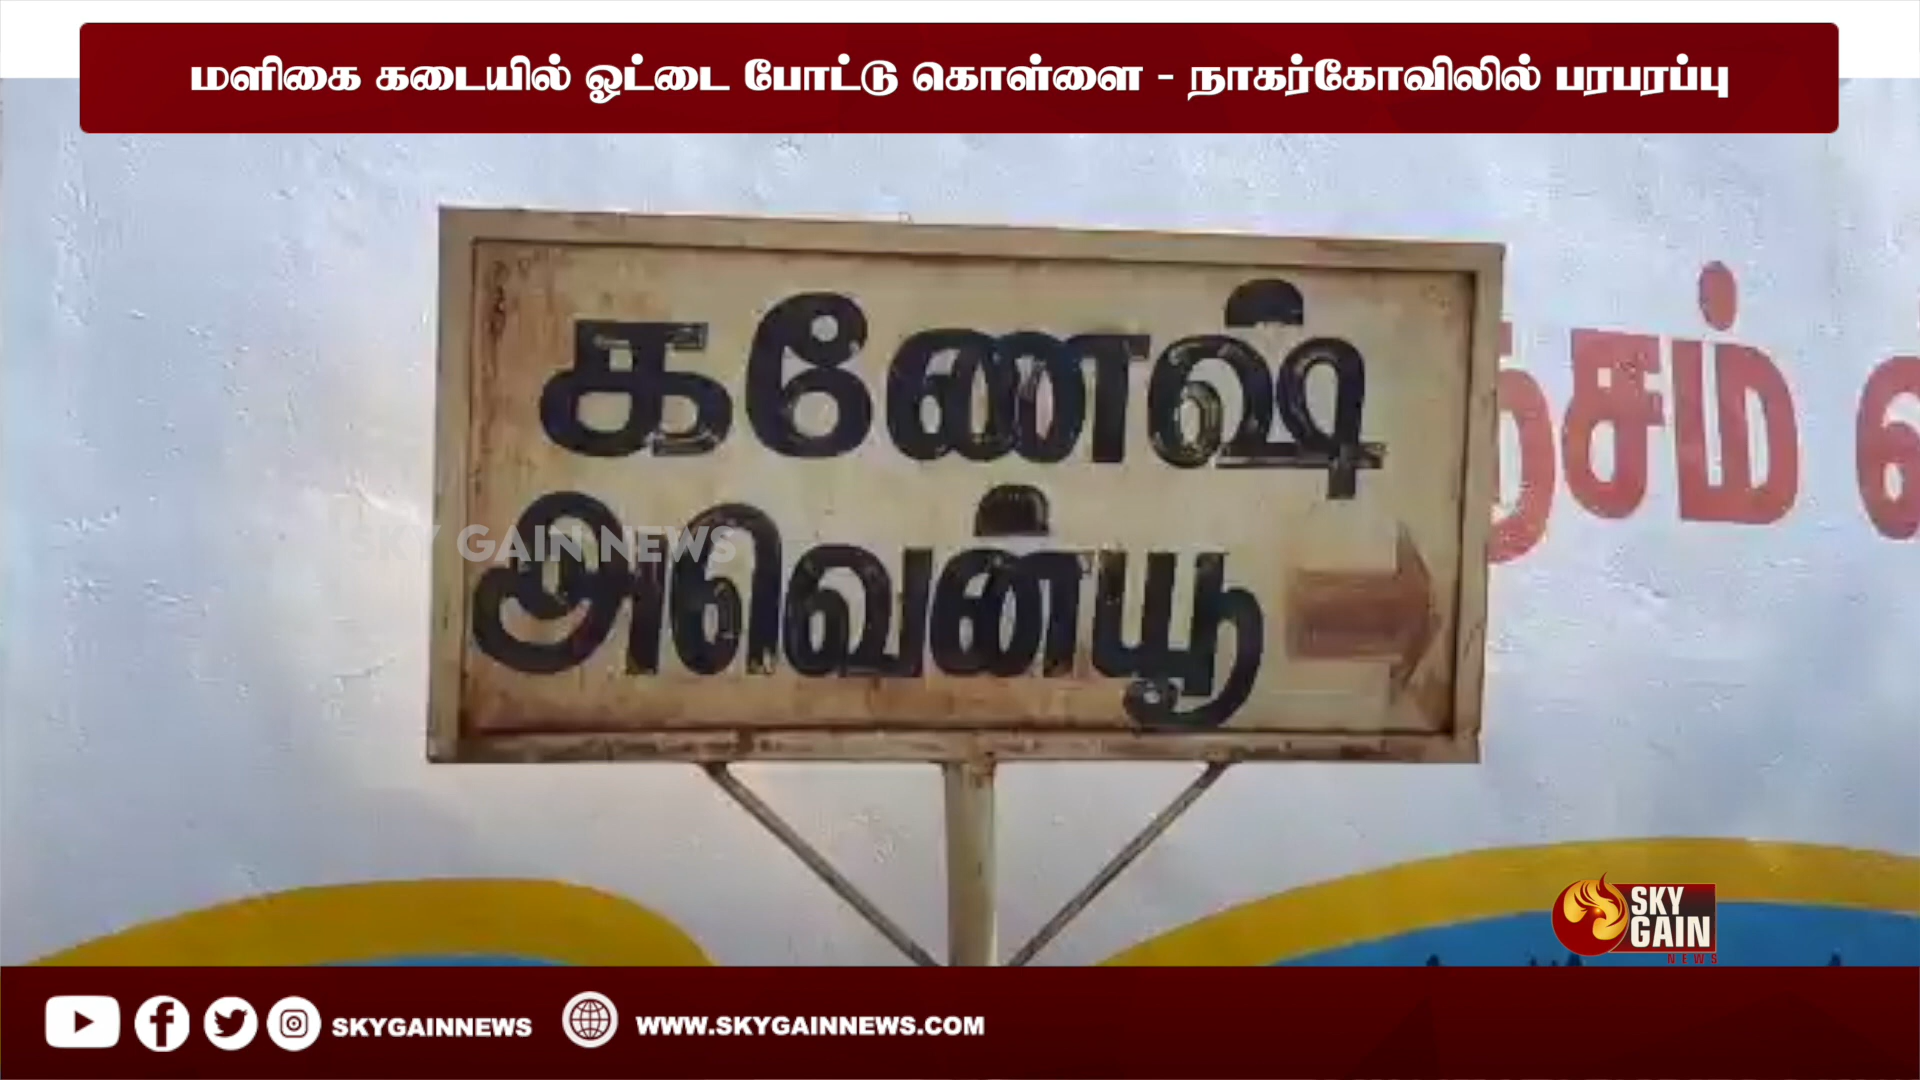 மளிகை கடையில் ஓட்டை போட்டு கொள்ளை - நாகர்கோவிலில் பரபரப்பு
கணேஷ்
அவென்யூ
SKY GAIN NEWS
SKY
GAIN
NEWS
SKYGAINNEWS
WWW.SKYGAINNEWS.COM